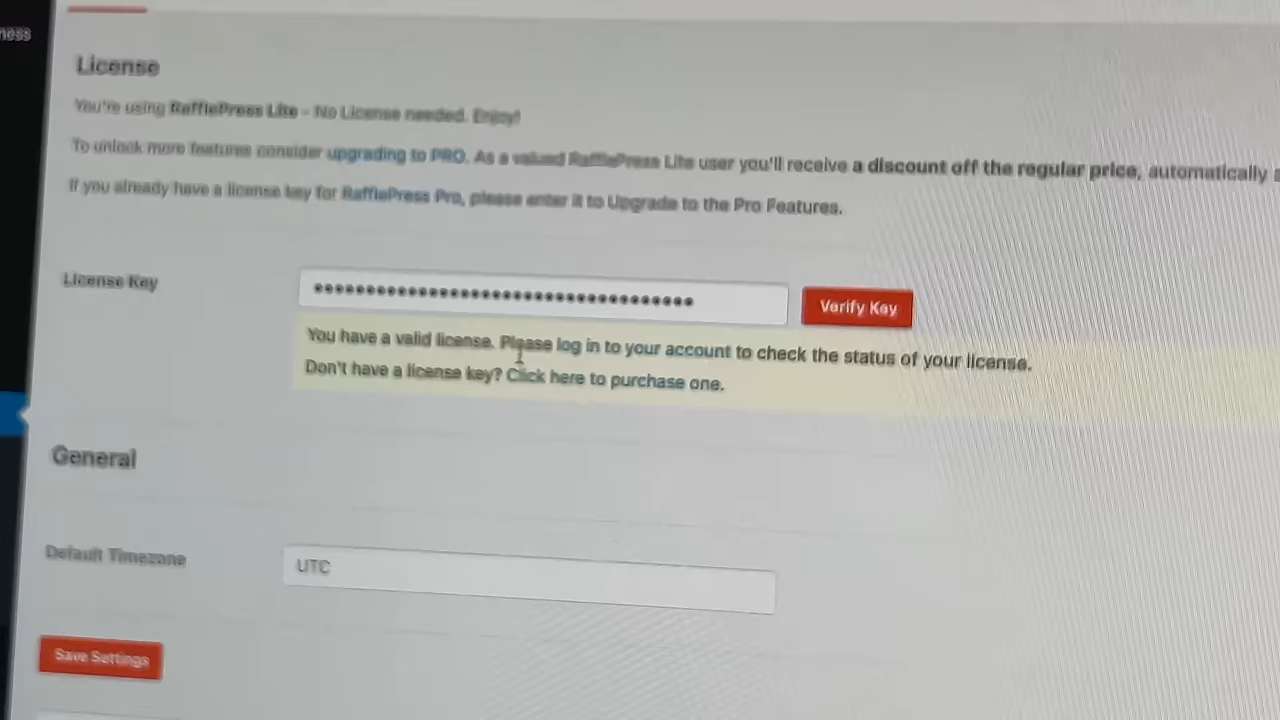 ness
License
You're using RafflePress Lite - No License needed. Enjoy!
To unlock more features consider upgrading to PRO. As a valued RafflePress Lite user you'll receive a discount off the regular price, automatically
If you already have a license key for RafflePress Pro, please enter it to Upgrade to the Pro Features.
License Key
Verify Key
You have a valid license. Please log in to your account to check the status of your license.
Don't have a license key? Click here to purchase one.
General
Default Timezone
UTC
Save Settings